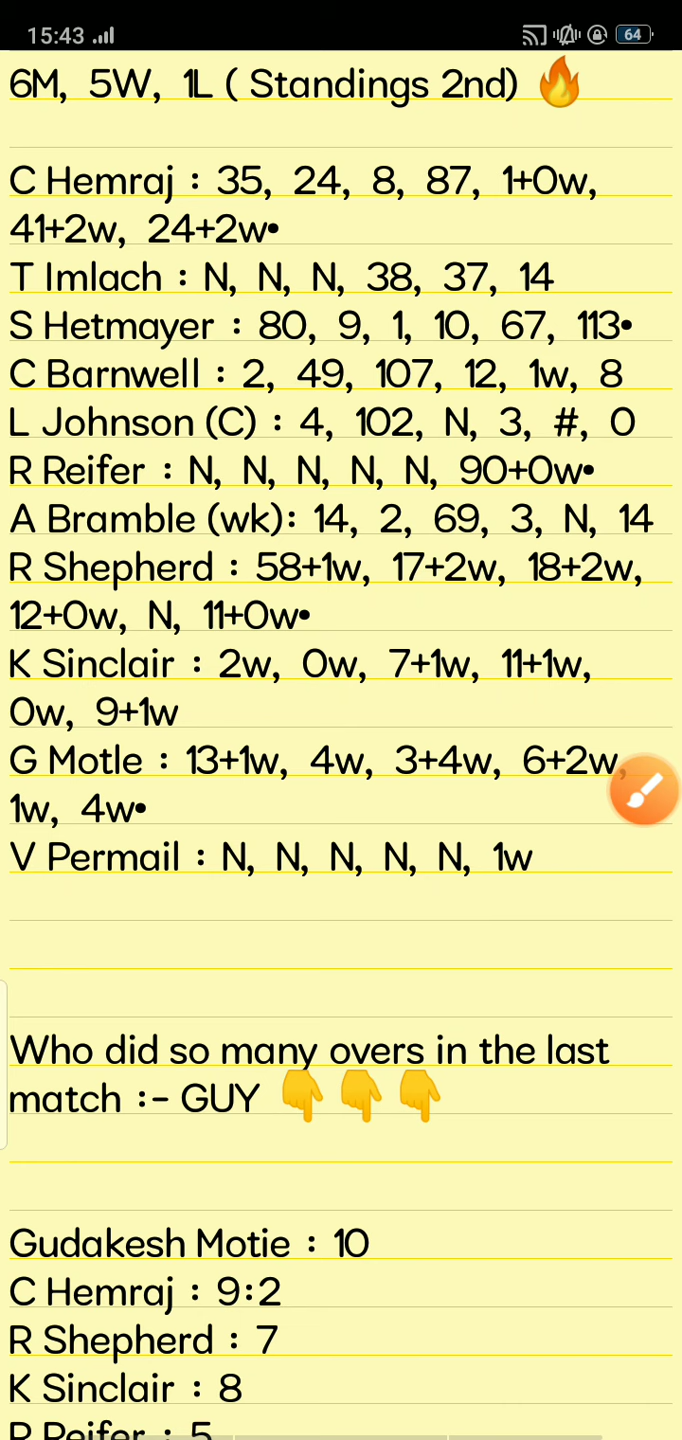 15:43
64
6M, 5W, 1L ( Standings 2nd) 🔥
C Hemraj : 35, 24, 8, 87, 1+0w,
41+2w, 24+2w•
T Imlach : N, N, N, 38, 37, 14
S Hetmayer : 80, 9, 1, 10, 67, 113•
C Barnwell : 2, 49, 107, 12, 1w, 8
L Johnson (C) : 4, 102, N, 3, #, 0
R Reifer : N, N, N, N, N, 90+0w•
A Bramble (wk): 14, 2, 69, 3, N, 14
R Shepherd : 58+1w, 17+2w, 18+2w,
12+0w, N, 11+0w•
K Sinclair : 2w, 0w, 7+1w, 11+1w,
0w, 9+1w
G Motle : 13+1w, 4w, 3+4w, 6+2w,
1w, 4w•
V Permail : N, N, N, N, N, 1w
Who did so many overs in the last
match :- GUY 👇👇👇
Gudakesh Motie : 10
C Hemraj : 9:2
R Shepherd : 7
K Sinclair : 8
R Reifer : 5